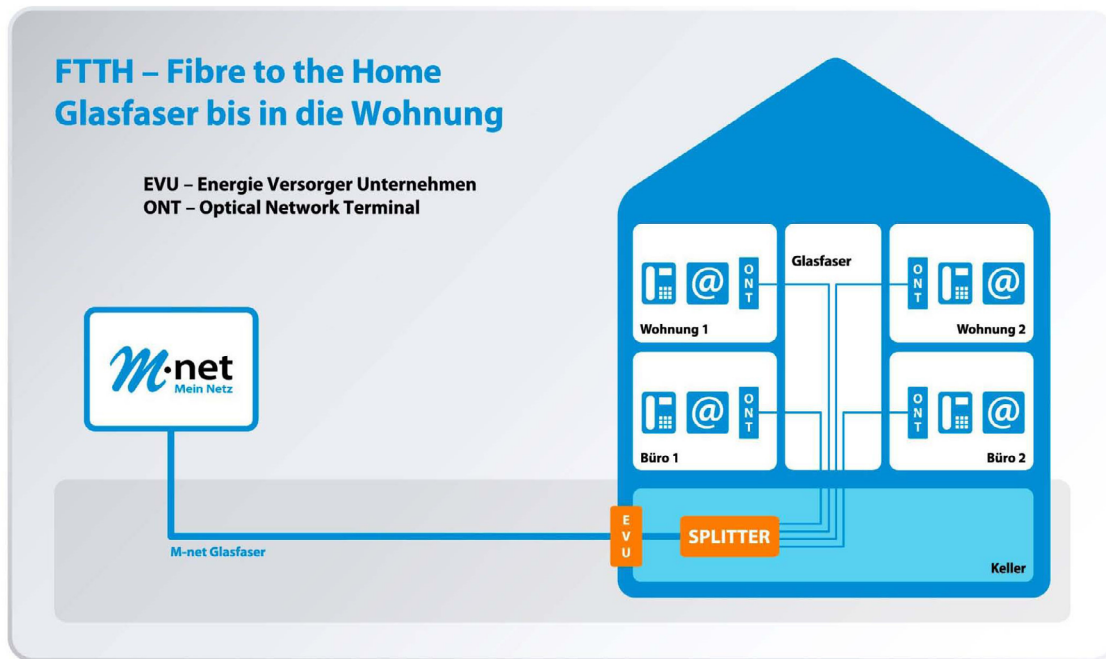 FTTH – Fibre to the Home
Glasfaser bis in die Wohnung
EVU – Energie Versorger Unternehmen
ONT – Optical Network Terminal
M·net
Mein Netz
M-net Glasfaser
Glasfaser
@
ONT
Wohnung 1
ONT
@
Wohnung 2
@
ONT
Büro 1
ONT
@
Büro 2
EVU
SPLITTER
Keller